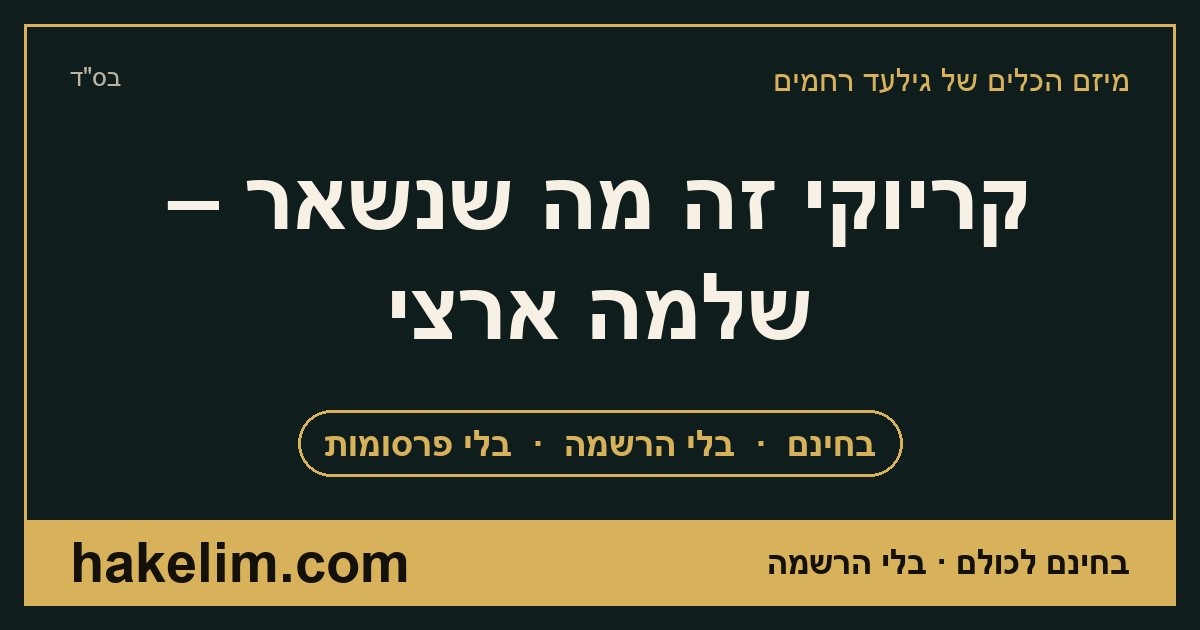 מיזם הכלים של גילעד רחמים
בס"ד
קריוקי זה מה שנשאר –
שלמה ארצי
בחינם · בלי הרשמה · בלי פרסומות
בחינם לכולם · בלי הרשמה
hakelim.com